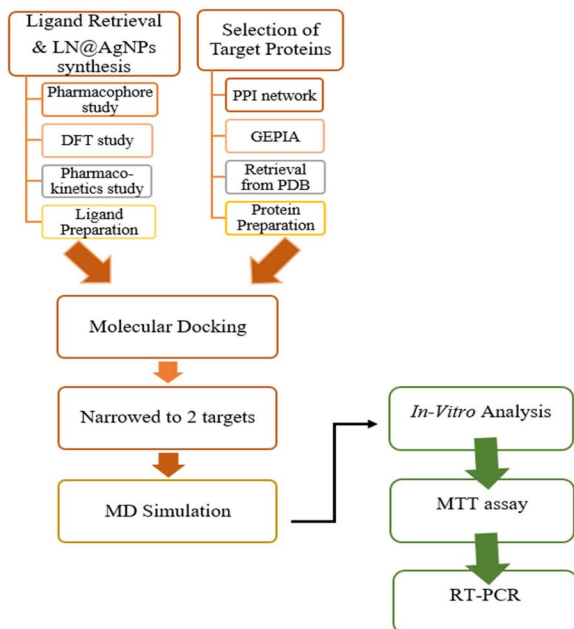 Ligand Retrieval
& LN@AgNPs
synthesis
Pharmacophore
study
DFT study
Pharmaco-
kinetics study
Ligand
Preparation
Selection of
Target Proteins
PPI network
GEPIA
Retrieval
from PDB
Protein
Preparation
Molecular Docking
Narrowed to 2 targets
MD Simulation
In-Vitro Analysis
MTT assay
RT-PCR